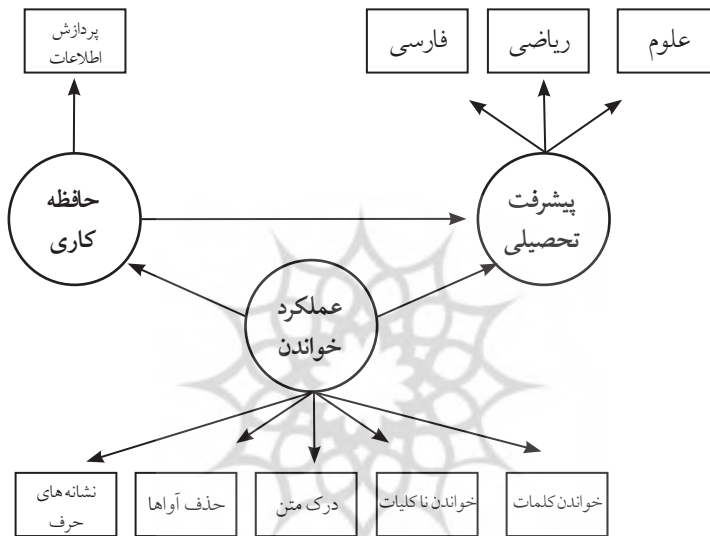 علوم
ریاضی
فارسی
پردازش
اطلاعات
پیشرفت
تحصیلی
حافظه
کاری
عملکرد
خواندن
خواندن کلمات
خواندن نا کلیات
درک متن
حذف آواها
نشانه‌های
حرف